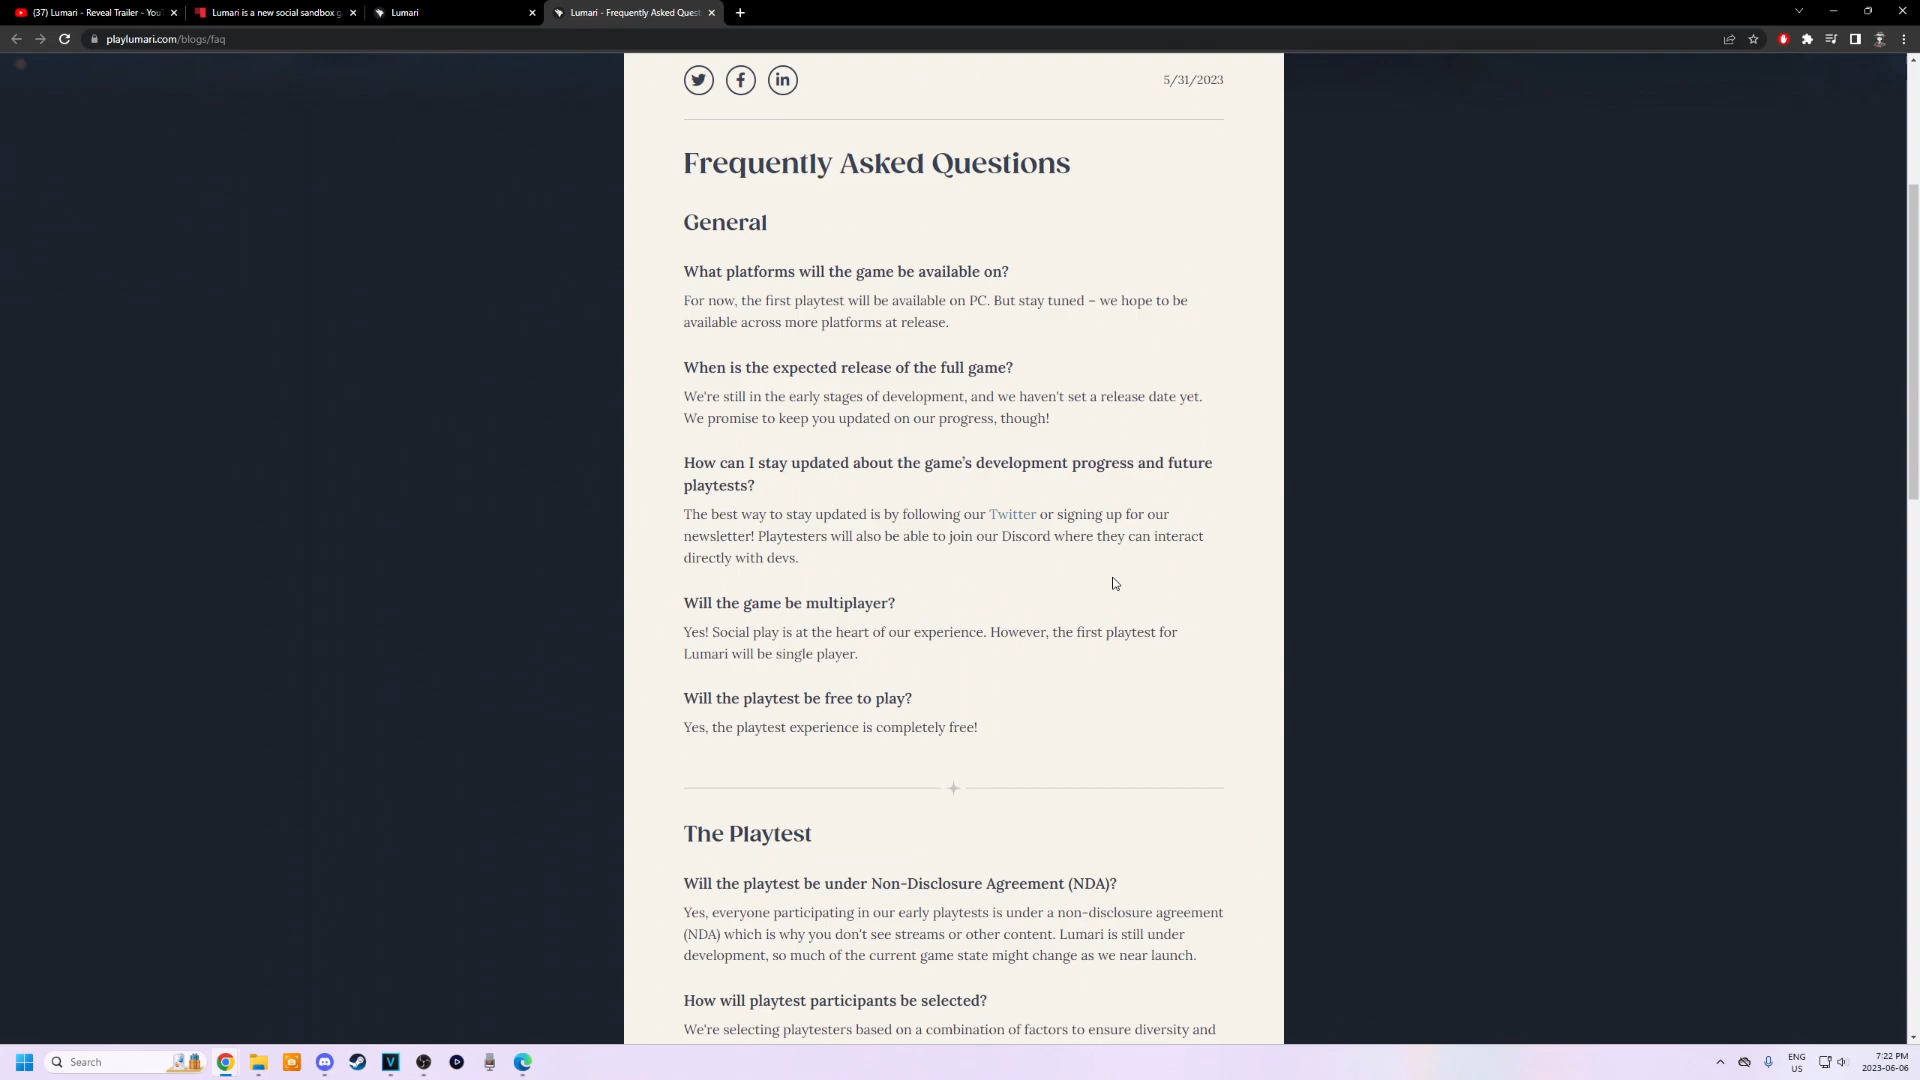 (37) Lumari - Reveal Trailer - You
Lumari is a new social sandbox g
Lumari
Lumari - Frequently Asked Quest
playlumari.com/blogs/faq
5/31/2023
Frequently Asked Questions
General
What platforms will the game be available on?
For now, the first playtest will be available on PC. But stay tuned – we hope to be
available across more platforms at release.
When is the expected release of the full game?
We're still in the early stages of development, and we haven't set a release date yet.
We promise to keep you updated on our progress, though!
How can I stay updated about the game’s development progress and future
playtests?
The best way to stay updated is by following our Twitter or signing up for our
newsletter! Playtesters will also be able to join our Discord where they can interact
directly with devs.
Will the game be multiplayer?
Yes! Social play is at the heart of our experience. However, the first playtest for
Lumari will be single player.
Will the playtest be free to play?
Yes, the playtest experience is completely free!
The Playtest
Will the playtest be under Non-Disclosure Agreement (NDA)?
Yes, everyone participating in our early playtests is under a non-disclosure agreement
(NDA) which is why you don't see streams or other content. Lumari is still under
development, so much of the current game state might change as we near launch.
How will playtest participants be selected?
We're selecting playtesters based on a combination of factors to ensure diversity and
Search
ENG
US
7:22 PM
2023-06-06